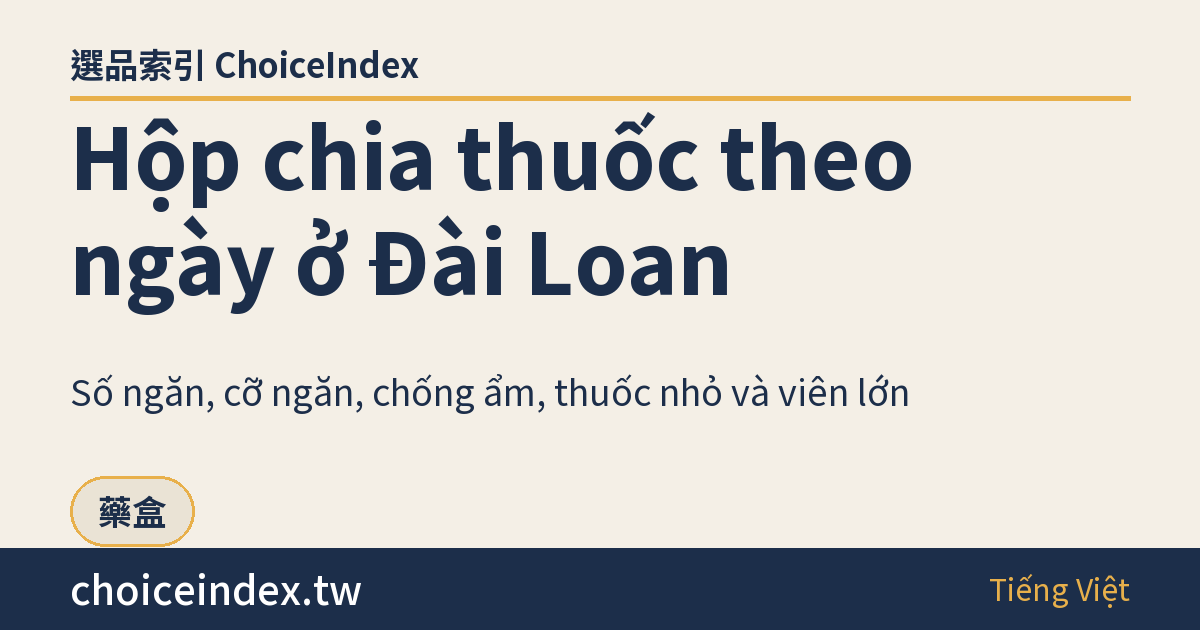 選品索引 ChoiceIndex
Hộp chia thuốc theo
ngày ở Đài Loan
Số ngăn, cỡ ngăn, chống ẩm, thuốc nhỏ và viên lớn
藥盒
choiceindex.tw
Tiếng Việt